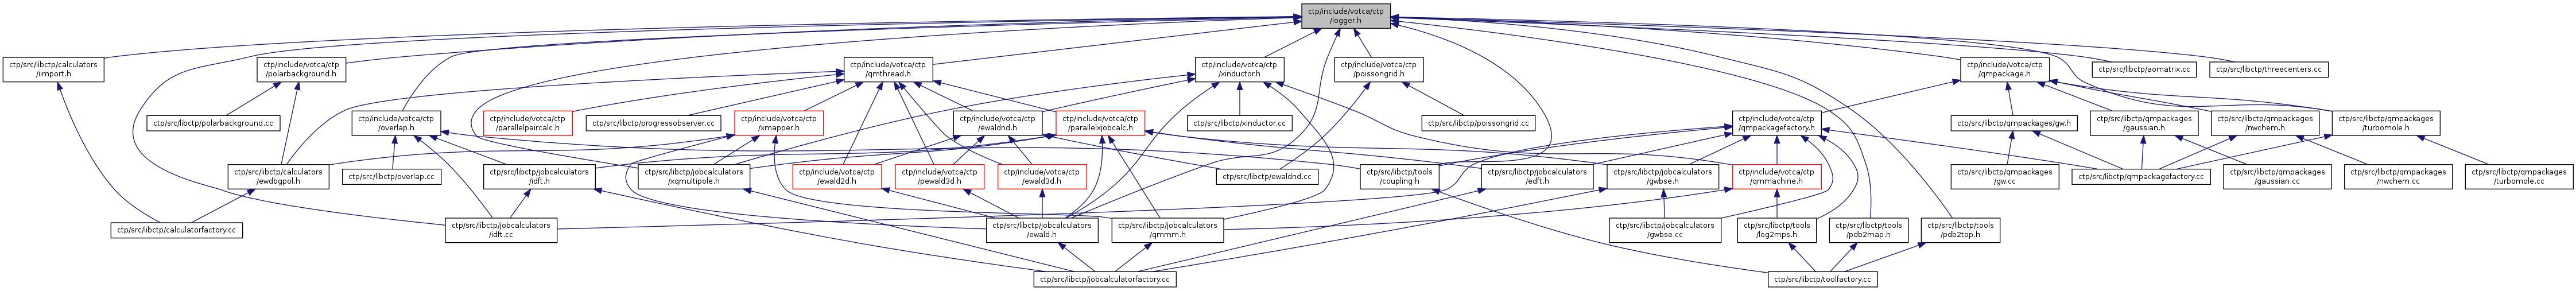 ctp/include/votca/ctp
/logger.h
ctp/src/libctp/calculators
/iimport.h
ctp/include/votca/ctp
/polarbackground.h
ctp/include/votca/ctp
/qmthread.h
ctp/include/votca/ctp
/xinductor.h
ctp/include/votca/ctp
/poissongrid.h
ctp/include/votca/ctp
/qmpackage.h
ctp/src/libctp/aomatrix.cc
ctp/src/libctp/threecenters.cc
ctp/src/libctp/polarbackground.cc
ctp/include/votca/ctp
/overlap.h
ctp/include/votca/ctp
/parallelpaircalc.h
ctp/src/libctp/progressobserver.cc
ctp/include/votca/ctp
/xmapper.h
ctp/include/votca/ctp
/ewaldnd.h
ctp/include/votca/ctp
/parallelxjobcalc.h
ctp/src/libctp/xinductor.cc
ctp/src/libctp/poissongrid.cc
ctp/include/votca/ctp
/qmpackagefactory.h
ctp/src/libctp/qmpackages/gw.h
ctp/src/libctp/qmpackages
/gaussian.h
ctp/src/libctp/qmpackages
/nwchem.h
ctp/src/libctp/qmpackages
/turbomole.h
ctp/src/libctp/calculators
/ewdbgpol.h
ctp/src/libctp/overlap.cc
ctp/src/libctp/jobcalculators
/idft.h
ctp/src/libctp/jobcalculators
/xqmultipole.h
ctp/include/votca/ctp
/ewald2d.h
ctp/include/votca/ctp
/pewald3d.h
ctp/include/votca/ctp
/ewald3d.h
ctp/src/libctp/ewaldnd.cc
ctp/src/libctp/tools
/coupling.h
ctp/src/libctp/jobcalculators
/edft.h
ctp/src/libctp/jobcalculators
/gwbse.h
ctp/include/votca/ctp
/qmmachine.h
ctp/src/libctp/qmpackages
/gw.cc
ctp/src/libctp/qmpackagefactory.cc
ctp/src/libctp/qmpackages
/gaussian.cc
ctp/src/libctp/qmpackages
/nwchem.cc
ctp/src/libctp/qmpackages
/turbomole.cc
ctp/src/libctp/calculatorfactory.cc
ctp/src/libctp/jobcalculators
/idft.cc
ctp/src/libctp/jobcalculators
/ewald.h
ctp/src/libctp/jobcalculators
/qmmm.h
ctp/src/libctp/jobcalculators
/gwbse.cc
ctp/src/libctp/tools
/log2mps.h
ctp/src/libctp/tools
/pdb2map.h
ctp/src/libctp/tools
/pdb2top.h
ctp/src/libctp/jobcalculatorfactory.cc
ctp/src/libctp/toolfactory.cc